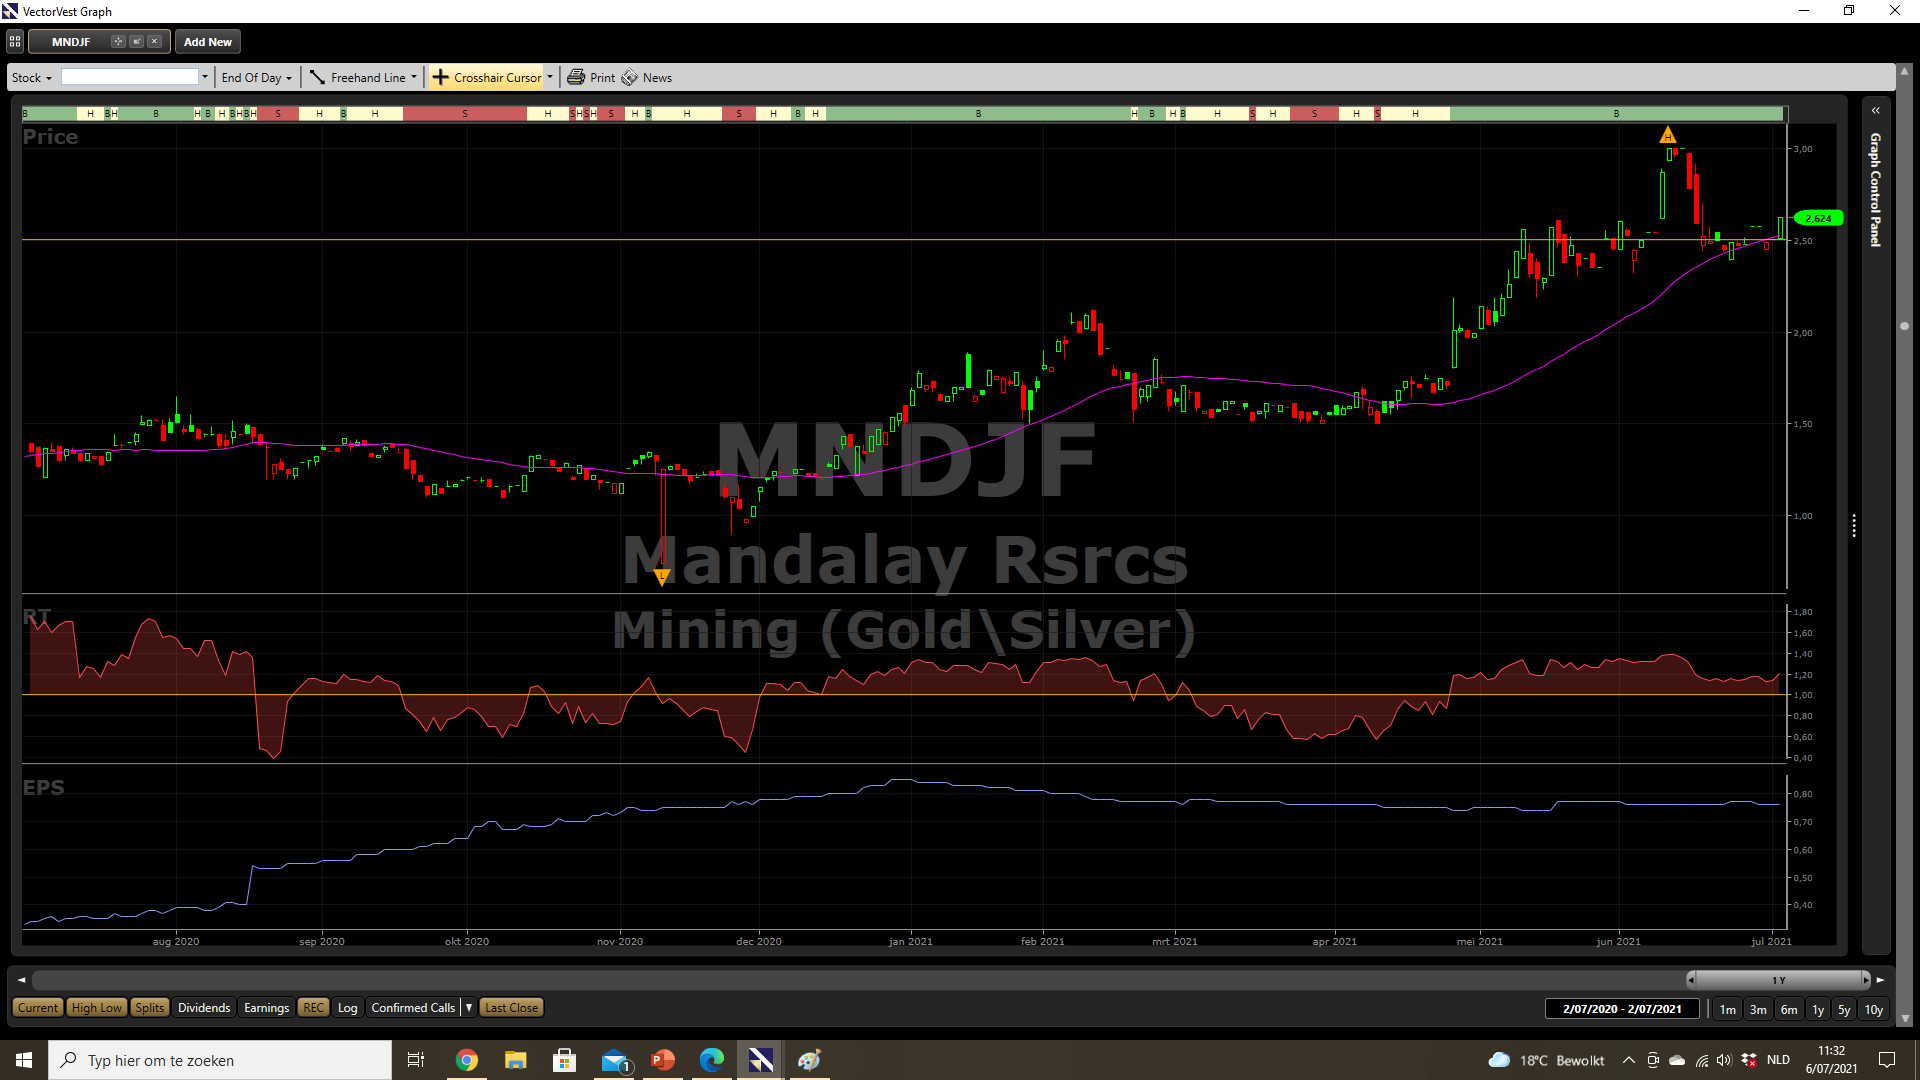 VectorVest Graph
MNDJF Add New
Stock End Of Day Freehand Line Crosshair Cursor Print News
B H B H B H B H B H B H S H B H S H S H S H S H B H S H B H B H B H B H S H S H S H B
Price
H
3,00
2,624
2,50
2,00
1,50
1,00
L
MNDJF
Mandalay Rsrcs
Mining (Gold\Silver)
Graph Control Panel
RT
1,80
1,60
1,40
1,20
1,00
0,80
0,60
0,40
EPS
0,80
0,70
0,60
0,50
0,40
aug 2020 sep 2020 okt 2020 nov 2020 dec 2020 jan 2021 feb 2021 mrt 2021 apr 2021 mei 2021 jun 2021 jul 2021
1 Y
Current High Low Splits Dividends Earnings REC Log Confirmed Calls Last Close 2/07/2020 - 2/07/2021 1m 3m 6m 1y 5y 10y
Typ hier om te zoeken 1 18°C Bewolkt NLD 11:32
6/07/2021